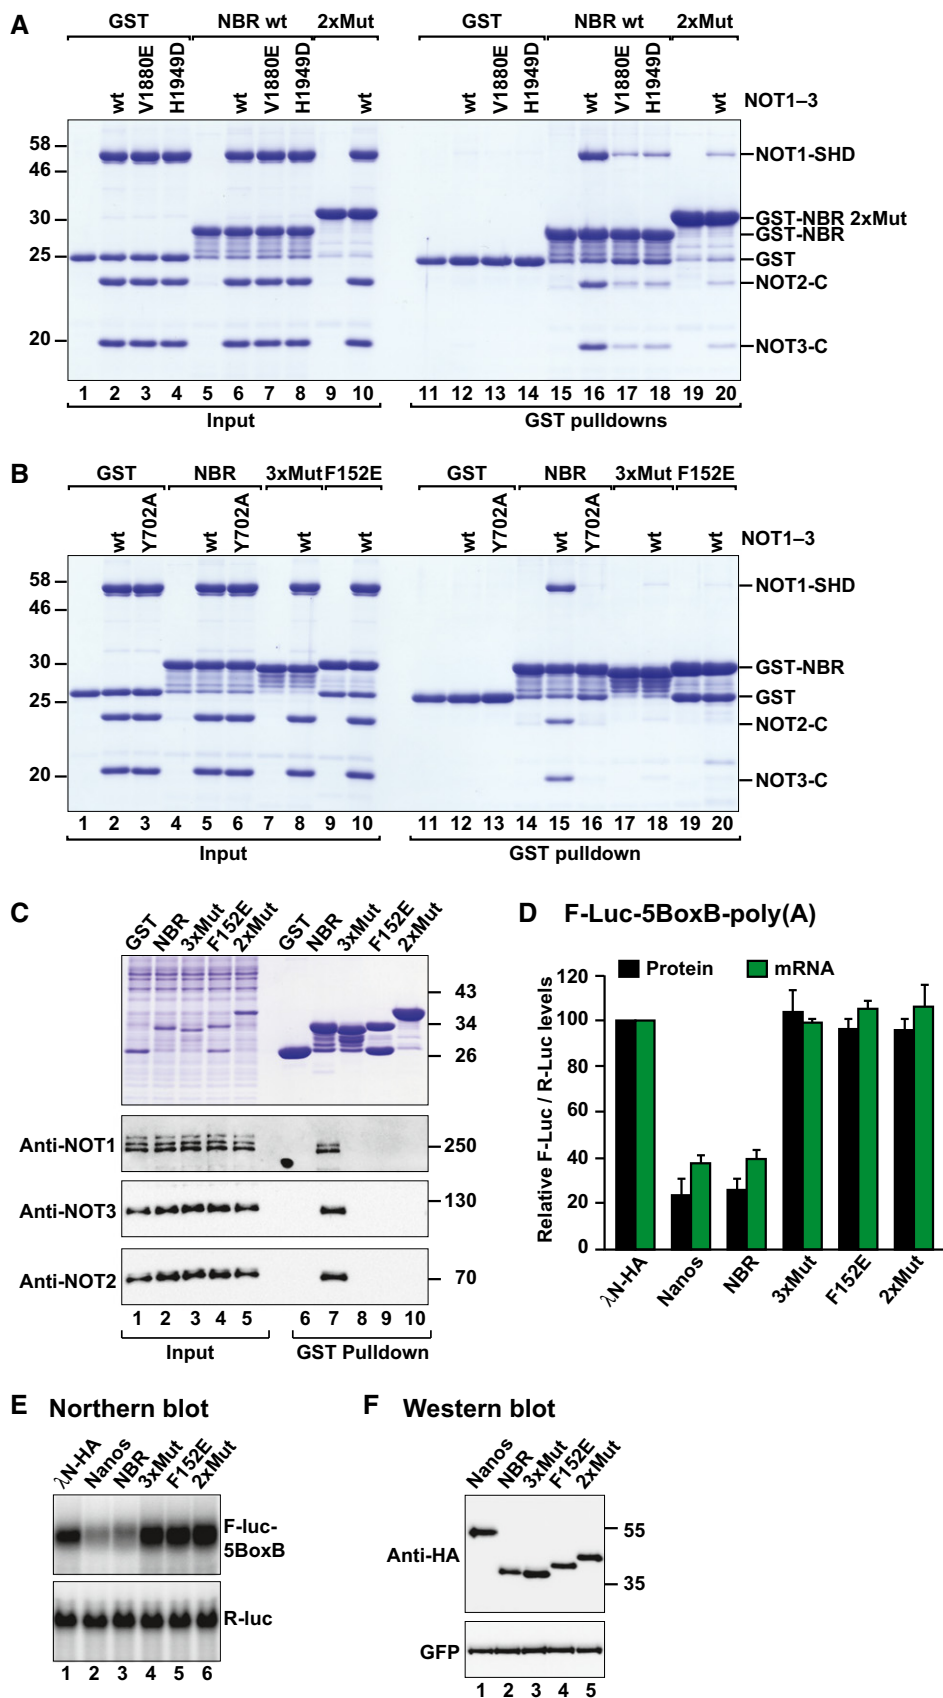 A
GST NBR wt 2xMut GST NBR wt 2xMut
wt V1880E H1949D wt V1880E H1949D wt wt V1880E H1949D wt V1880E H1949D wt NOT1–3
58
46
30
25
20
NOT1-SHD
GST-NBR 2xMut
GST-NBR
GST
NOT2-C
NOT3-C
1 2 3 4 5 6 7 8 9 10 11 12 13 14 15 16 17 18 19 20
Input GST pulldowns
B
GST NBR 3xMut F152E GST NBR 3xMut F152E
wt Y702A wt Y702A wt wt wt Y702A wt Y702A wt wt NOT1–3
58
46
30
25
20
NOT1-SHD
GST-NBR
GST
NOT2-C
NOT3-C
1 2 3 4 5 6 7 8 9 10 11 12 13 14 15 16 17 18 19 20
Input GST pulldown
C
GST NBR 3xMut F152E 2xMut GST NBR 3xMut F152E 2xMut
43
34
26
Anti-NOT1 250
Anti-NOT3 130
Anti-NOT2 70
1 2 3 4 5 6 7 8 9 10
Input GST Pulldown
D F-Luc-5BoxB-poly(A)
Protein mRNA
Relative F-Luc / R-Luc levels
120
100
80
60
40
20
0
λN-HA Nanos NBR 3xMut F152E 2xMut
E Northern blot
λN-HA Nanos NBR 3xMut F152E 2xMut
F-luc-
5BoxB
R-luc
1 2 3 4 5 6
F Western blot
Nanos NBR 3xMut F152E 2xMut
Anti-HA
55
35
GFP
1 2 3 4 5